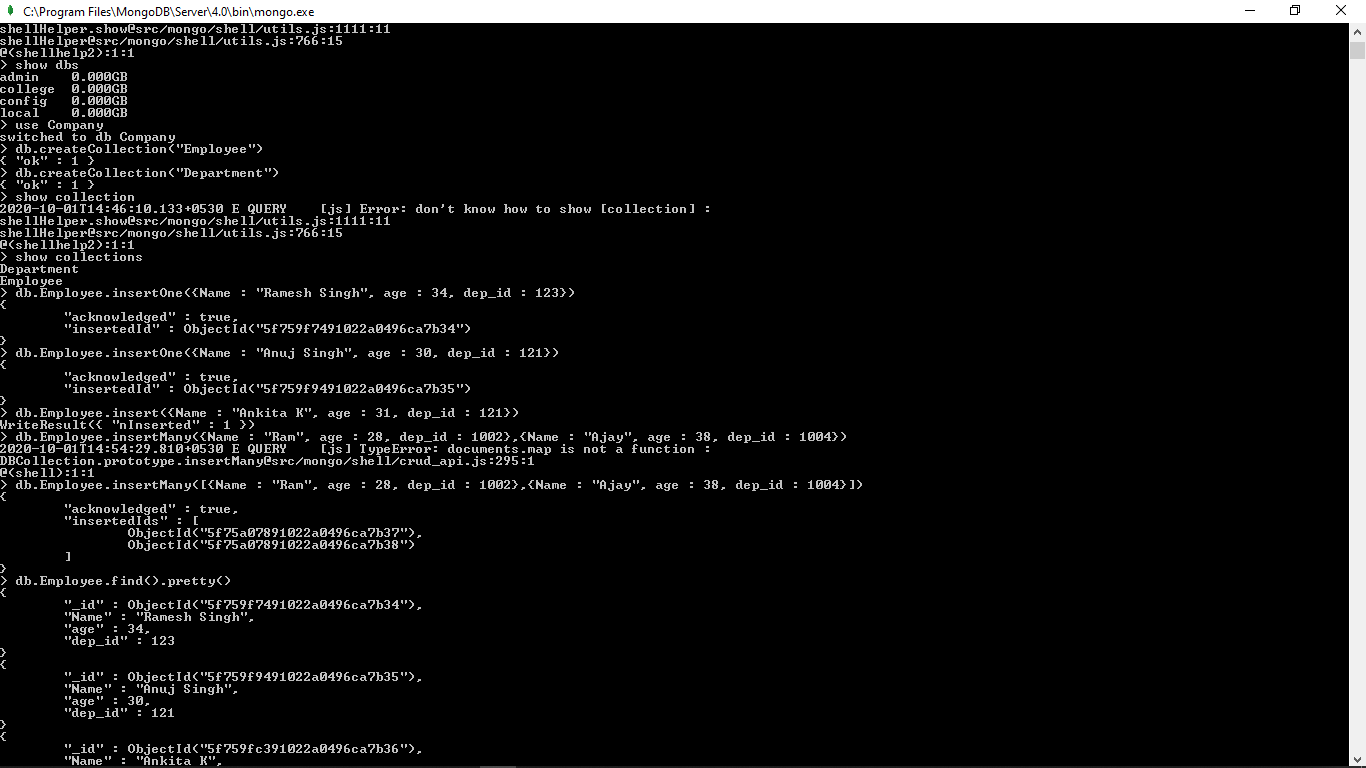 C:\Program Files\MongoDB\Server\4.0\bin\mongo.exe
shellHelper.show@src/mongo/shell/utils.js:1111:11
shellHelper@src/mongo/shell/utils.js:766:15
@(shellhelp2):1:1
> show dbs
admin    0.000GB
college  0.000GB
config   0.000GB
local    0.000GB
> use Company
switched to db Company
> db.createCollection("Employee")
{ "ok" : 1 }
> db.createCollection("Department")
{ "ok" : 1 }
> show collection
2020-10-01T14:46:10.133+0530 E QUERY    [js] Error: don't know how to show [collection] :
shellHelper.show@src/mongo/shell/utils.js:1111:11
shellHelper@src/mongo/shell/utils.js:766:15
@(shellhelp2):1:1
> show collections
Department
Employee
> db.Employee.insertOne({Name : "Ramesh Singh", age : 34, dep_id : 123})
{
        "acknowledged" : true,
        "insertedId" : ObjectId("5f759f7491022a0496ca7b34")
}
> db.Employee.insertOne({Name : "Anuj Singh", age : 30, dep_id : 121})
{
        "acknowledged" : true,
        "insertedId" : ObjectId("5f759f9491022a0496ca7b35")
}
> db.Employee.insert({Name : "Ankita K", age : 31, dep_id : 121})
WriteResult({ "nInserted" : 1 })
> db.Employee.insertMany({Name : "Ram", age : 28, dep_id : 1002},{Name : "Ajay", age : 38, dep_id : 1004})
2020-10-01T14:54:29.810+0530 E QUERY    [js] TypeError: documents.map is not a function :
DBCollection.prototype.insertMany@src/mongo/shell/crud_api.js:295:1
@(shell):1:1
> db.Employee.insertMany([{Name : "Ram", age : 28, dep_id : 1002},{Name : "Ajay", age : 38, dep_id : 1004}])
{
        "acknowledged" : true,
        "insertedIds" : [
                ObjectId("5f75a07891022a0496ca7b37"),
                ObjectId("5f75a07891022a0496ca7b38")
        ]
}
> db.Employee.find().pretty()
{
        "_id" : ObjectId("5f759f7491022a0496ca7b34"),
        "Name" : "Ramesh Singh",
        "age" : 34,
        "dep_id" : 123
}
{
        "_id" : ObjectId("5f759f9491022a0496ca7b35"),
        "Name" : "Anuj Singh",
        "age" : 30,
        "dep_id" : 121
}
{
        "_id" : ObjectId("5f759fc391022a0496ca7b36"),
        "Name" : "Ankita K",